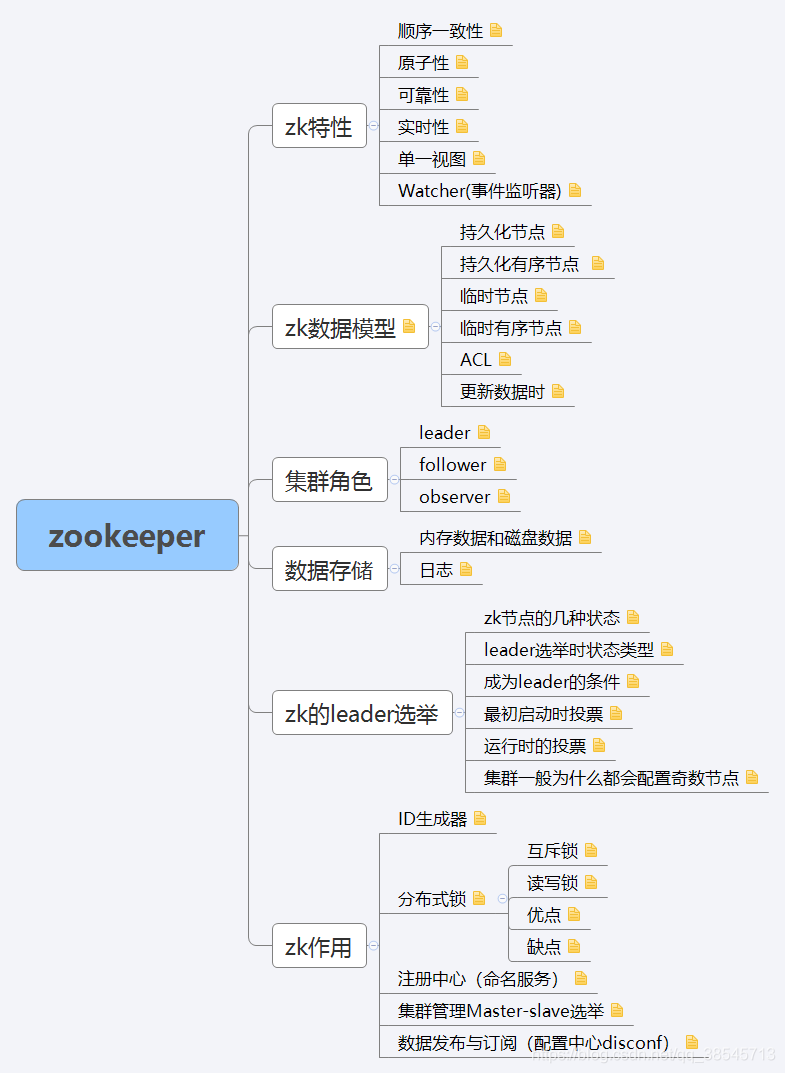 zookeeper
zk特性
顺序一致性
原子性
可靠性
实时性
单一视图
Watcher(事件监听器)
zk数据模型
持久化节点
持久化有序节点
临时节点
临时有序节点
ACL
更新数据时
集群角色
leader
follower
observer
数据存储
内存数据和磁盘数据
日志
zk的leader选举
zk节点的几种状态
leader选举时状态类型
成为leader的条件
最初启动时投票
运行时的投票
集群一般为什么都会配置奇数节点
zk作用
ID生成器
分布式锁
互斥锁
读写锁
优点
缺点
注册中心（命名服务）
集群管理Master-slave选举
数据发布与订阅（配置中心disconf）
https://blog.csdn.net/qq_38545713